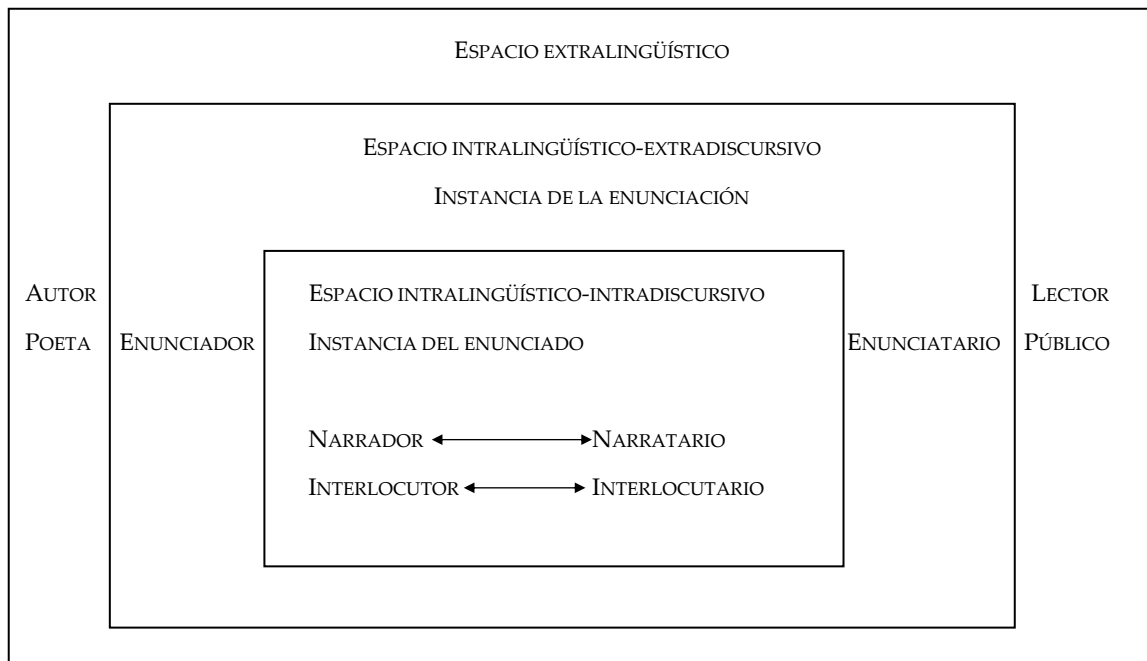 ESPACIO EXTRALINGÜÍSTICO
ESPACIO INTRALINGÜÍSTICO-EXTRADISCURSIVO
INSTANCIA DE LA ENUNCIACIÓN
AUTOR ESPACIO INTRALINGÜÍSTICO-INTRADISCURSIVO LECTOR
POETA ENUNCIADOR INSTANCIA DEL ENUNCIADO ENUNCIATARIO PÚBLICO
NARRADOR NARRATARIO
INTERLOCUTOR INTERLOCUTARIO